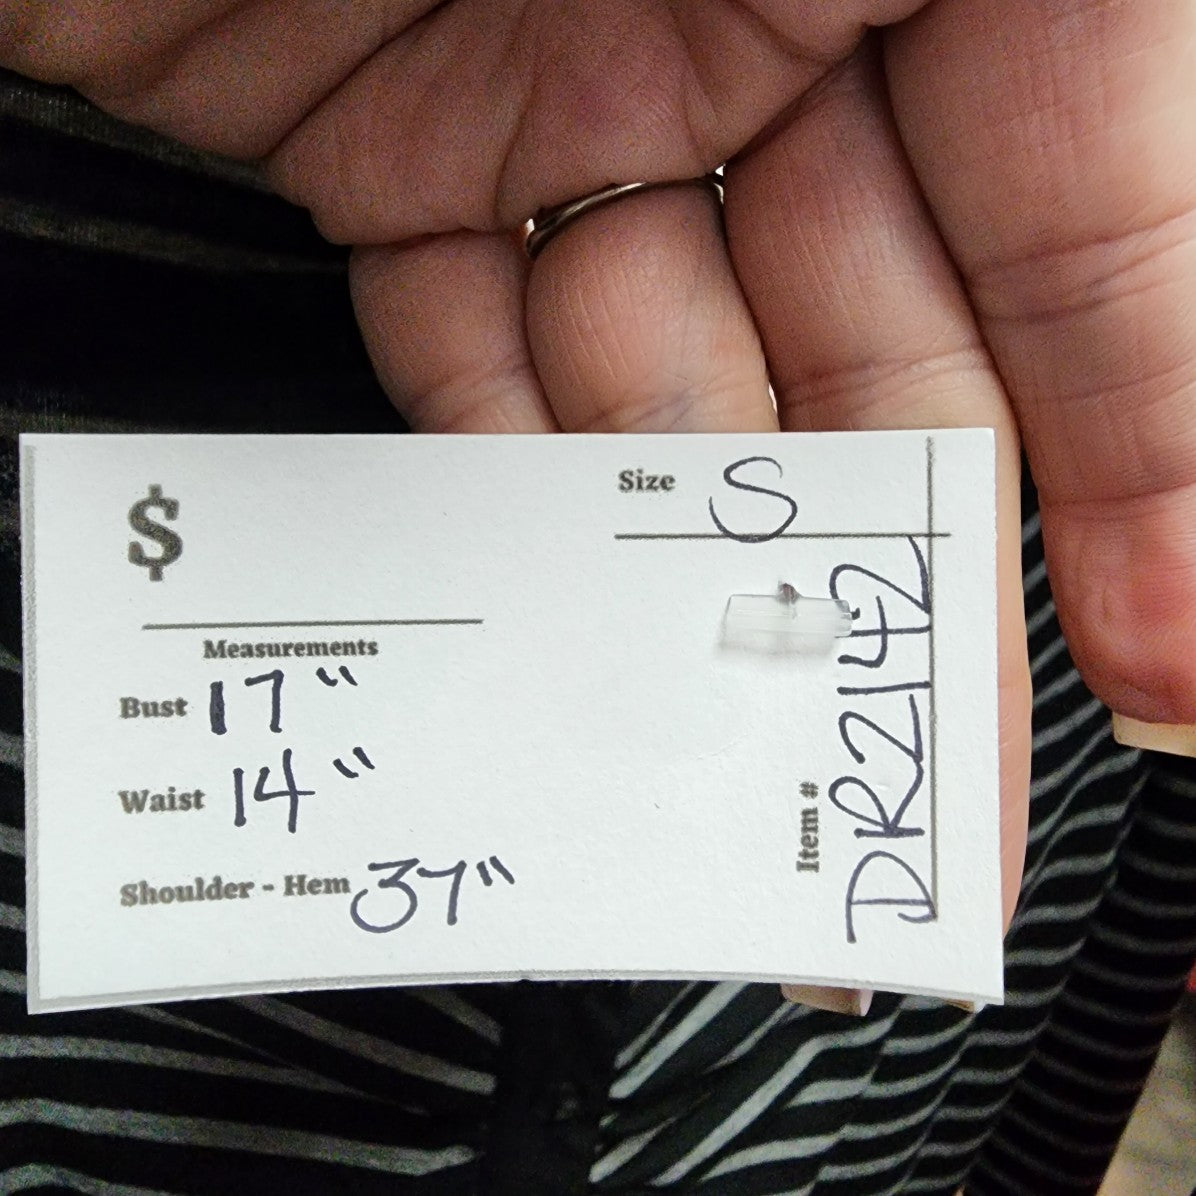 $
Size S
Measurements
Bust 17"
Waist 14"
Shoulder - Hem 37"
Item # DR2142